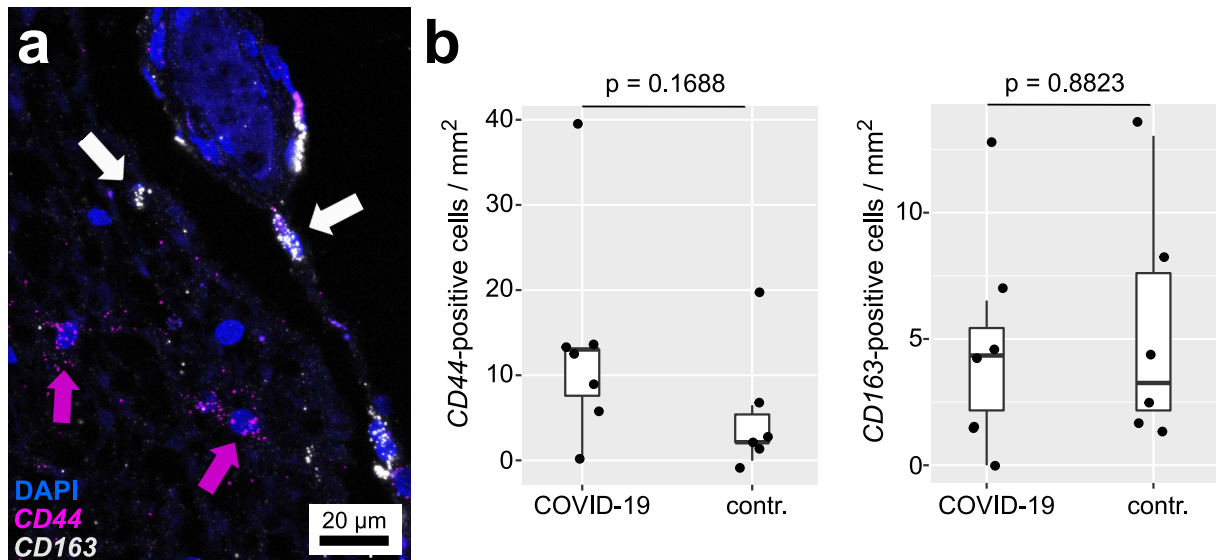 a
DAPI
CD44
CD163
20 µm
b
p = 0.1688
CD44-positive cells / mm²
40
30
20
10
0
COVID-19
contr.
p = 0.8823
CD163-positive cells / mm²
10
5
0
COVID-19
contr.